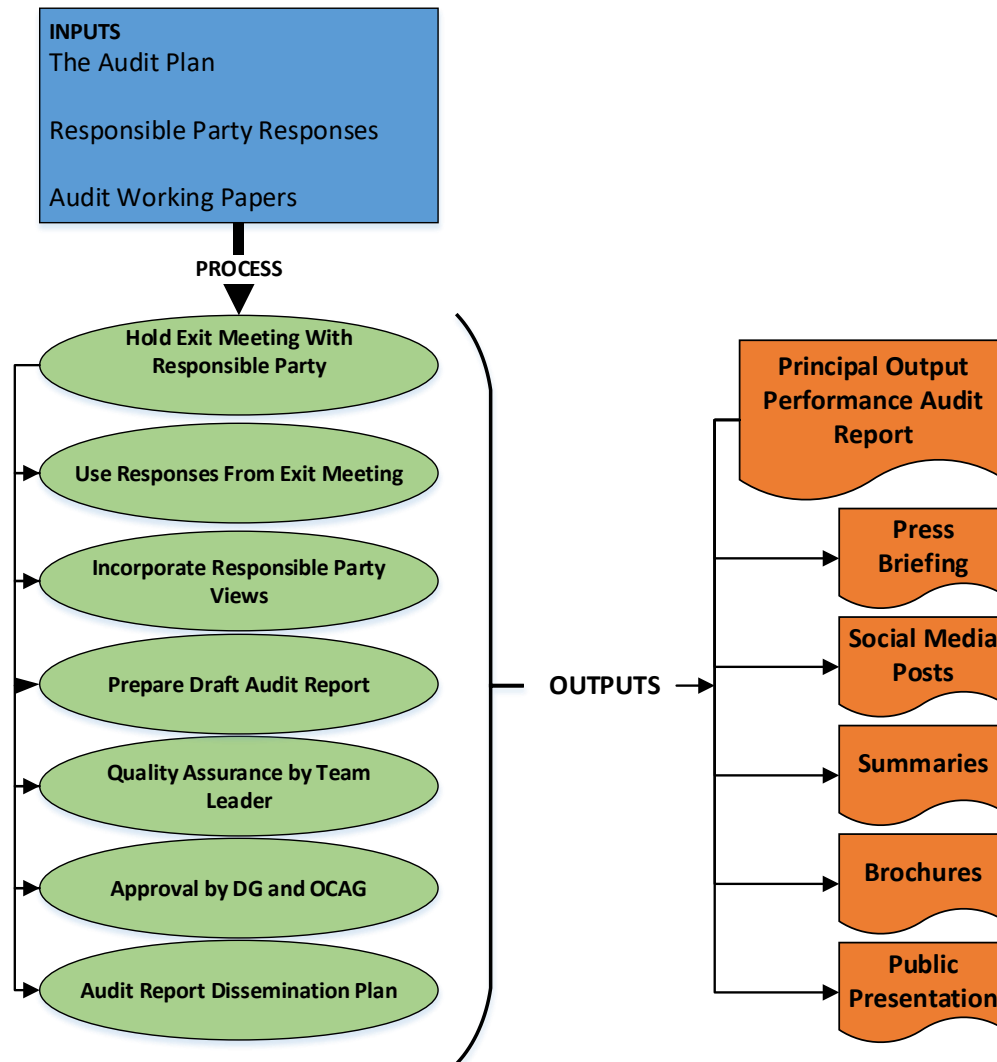 INPUTS
The Audit Plan
Responsible Party Responses
Audit Working Papers
PROCESS
Hold Exit Meeting With
Responsible Party
Use Responses From Exit Meeting
Incorporate Responsible Party
Views
Prepare Draft Audit Report
Quality Assurance by Team
Leader
Approval by DG and OCAG
Audit Report Dissemination Plan
OUTPUTS
Principal Output
Performance Audit
Report
Press
Briefing
Social Media
Posts
Summaries
Brochures
Public
Presentation